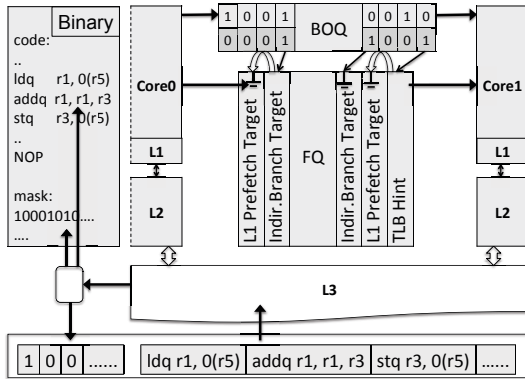 Binary
code:
..
ldq r1, 0(r5)
addq r1, r1, r3
stq r3, 0(r5)
..
NOP
mask:
10001010....
....
Core0
L1
L2
1 0 0 1 BOQ 0 0 1 0
0 0 0 1 1 0 0 1
L1 Prefetch Target
Indir.Branch Target
FQ
Indir.Branch Target
L1 Prefetch Target
TLB Hint
Core1
L1
L2
L3
1 0 0 ...... ldq r1, 0(r5) addq r1, r1, r3 stq r3, 0(r5) ......